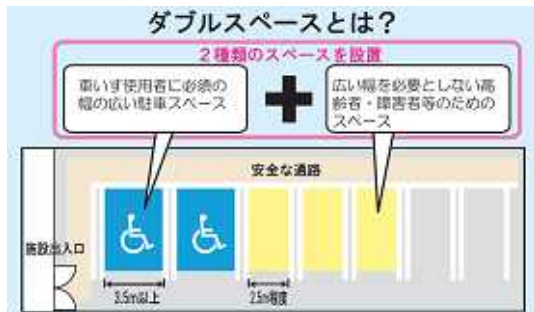 ダブルスペースとは？
２種類のスペースを設置
車いす使用者に必須の
幅の広い駐車スペース
広い幅を必要としない高
齢者・障害者等のための
スペース
安全な通路
施設出入口
3.5m以上
2.5m程度